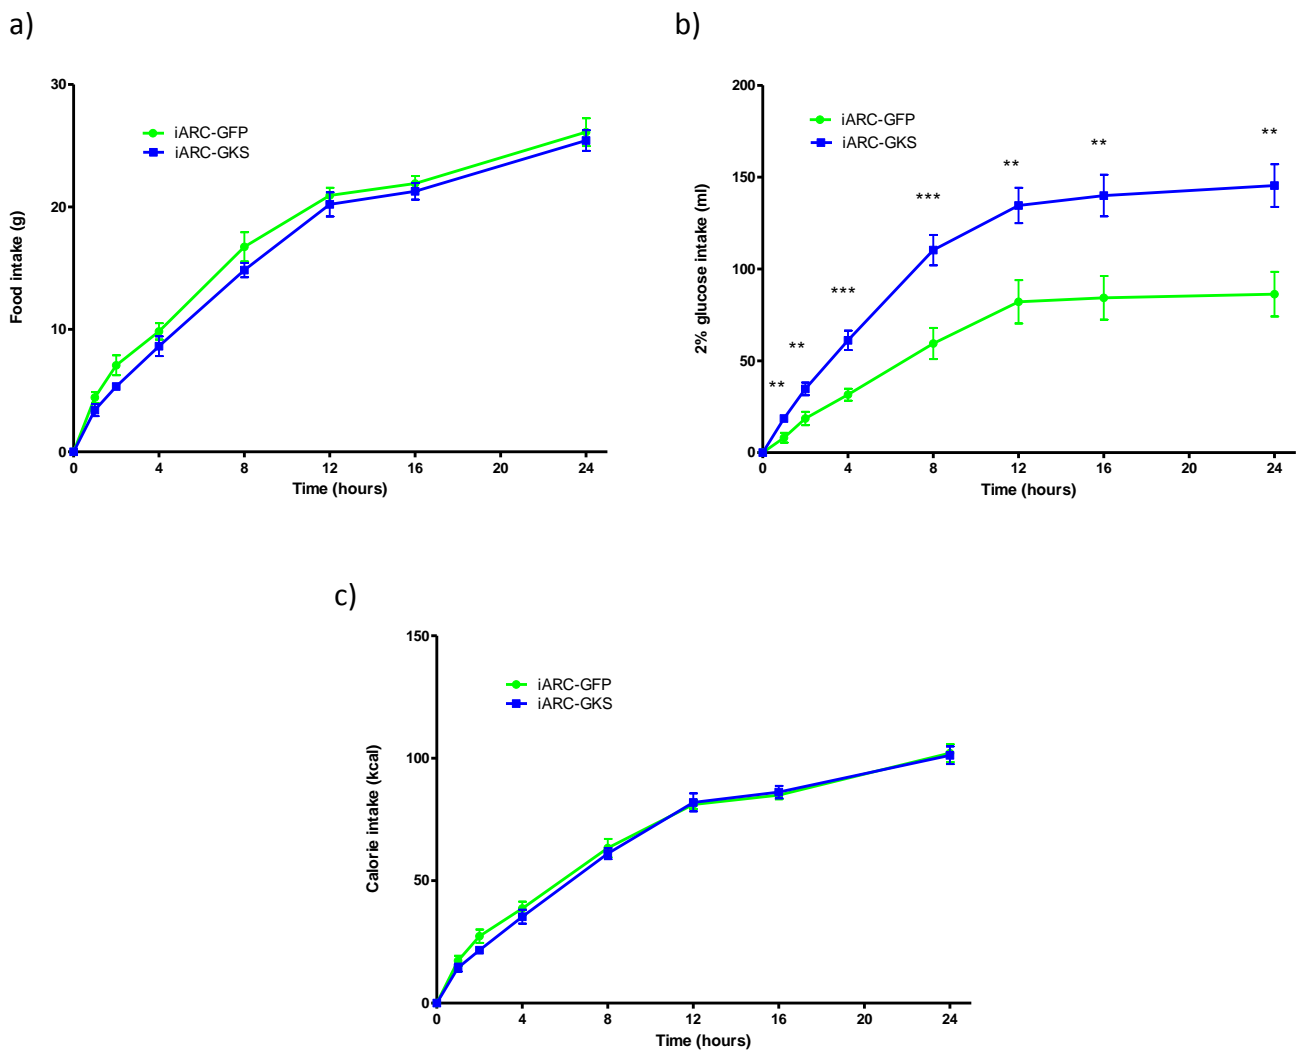 a)
30
20
10
0
0 4 8 12 16 20 24
Food intake (g)
Time (hours)
iARC-GFP
iARC-GKS
b)
200
150
100
50
0
0 4 8 12 16 20 24
2% glucose intake (ml)
Time (hours)
iARC-GFP
iARC-GKS
**
**
***
***
**
**
**
c)
150
100
50
0
0 4 8 12 16 20 24
Calorie intake (kcal)
Time (hours)
iARC-GFP
iARC-GKS